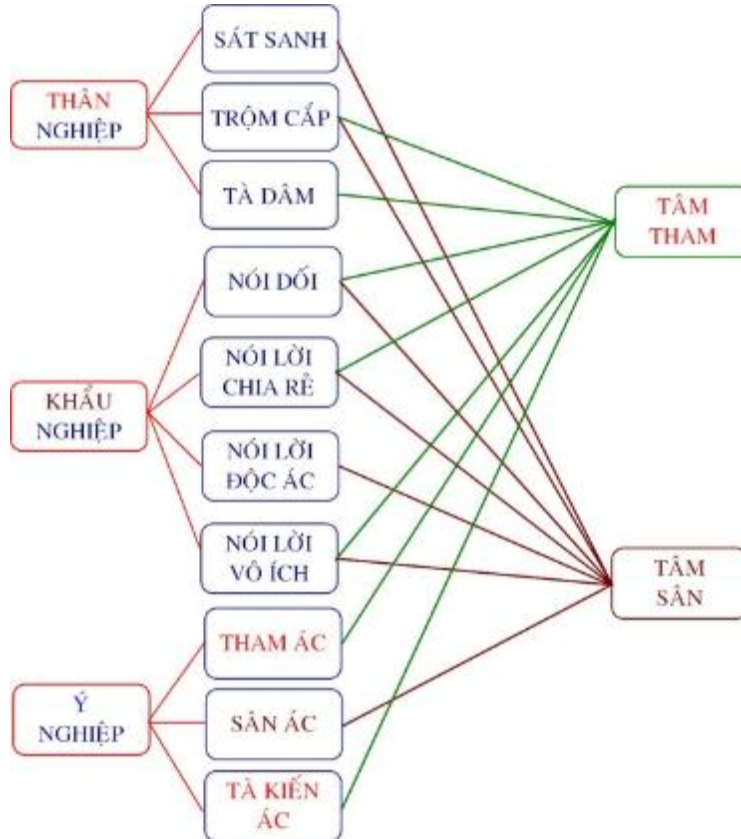 THÂN
NGHIỆP
SÁT SANH
TRỘM CẮP
TÀ DÂM
KHẨU
NGHIỆP
NÓI DỐI
NÓI LỜI
CHIA RẼ
NÓI LỜI
ĐỘC ÁC
NÓI LỜI
VÔ ÍCH
Ý
NGHIỆP
THAM ÁC
SÂN ÁC
TÀ KIẾN
ÁC
TÂM
THAM
TÂM
SÂN